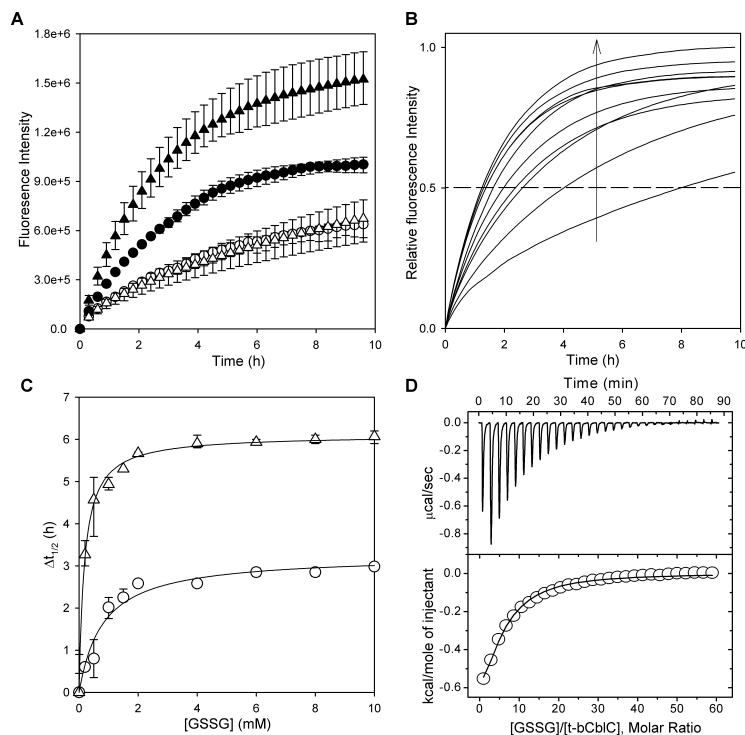 A
Fluoresence Intensity
1.8e+6
1.5e+6
1.2e+6
9.0e+5
6.0e+5
3.0e+5
0.0
0 2 4 6 8 10
Time (h)
B
Relative fluorescence Intensity
1.0
0.5
0.0
0 2 4 6 8 10
Time (h)
C
Δt1/2 (h)
7
6
5
4
3
2
1
0
0 2 4 6 8 10
[GSSG] (mM)
D
Time (min)
0 10 20 30 40 50 60 70 80 90
μcal/sec
0.0
-0.2
-0.4
-0.6
-0.8
kcal/mole of injectant
0.0
-0.2
-0.4
-0.6
0 10 20 30 40 50 60
[GSSG]/[t-bCblC], Molar Ratio